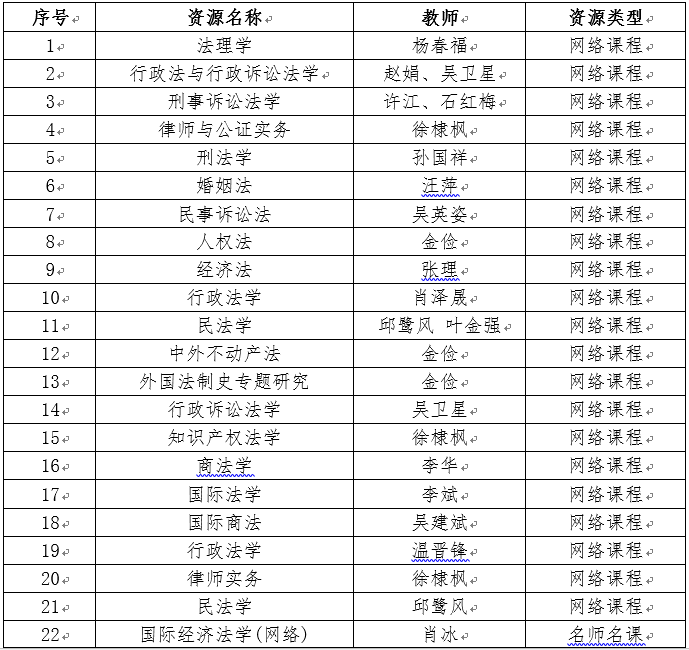 序号 资源名称 教师 资源类型
1 法理学 杨春福 网络课程
2 行政法与行政诉讼法学 赵娟、吴卫星 网络课程
3 刑事诉讼法学 许江、石红梅 网络课程
4 律师与公证实务 徐棣枫 网络课程
5 刑法学 孙国祥 网络课程
6 婚姻法 汪萍 网络课程
7 民事诉讼法 吴英姿 网络课程
8 人权法 金俭 网络课程
9 经济法 张理 网络课程
10 行政法学 肖泽晟 网络课程
11 民法学 邱鹭风 叶金强 网络课程
12 中外不动产法 金俭 网络课程
13 外国法制史专题研究 金俭 网络课程
14 行政诉讼法学 吴卫星 网络课程
15 知识产权法学 徐棣枫 网络课程
16 商法学 李华 网络课程
17 国际法学 李斌 网络课程
18 国际商法 吴建斌 网络课程
19 行政法学 温晋锋 网络课程
20 律师实务 徐棣枫 网络课程
21 民法学 邱鹭风 网络课程
22 国际经济法学(网络) 肖冰 名师名课